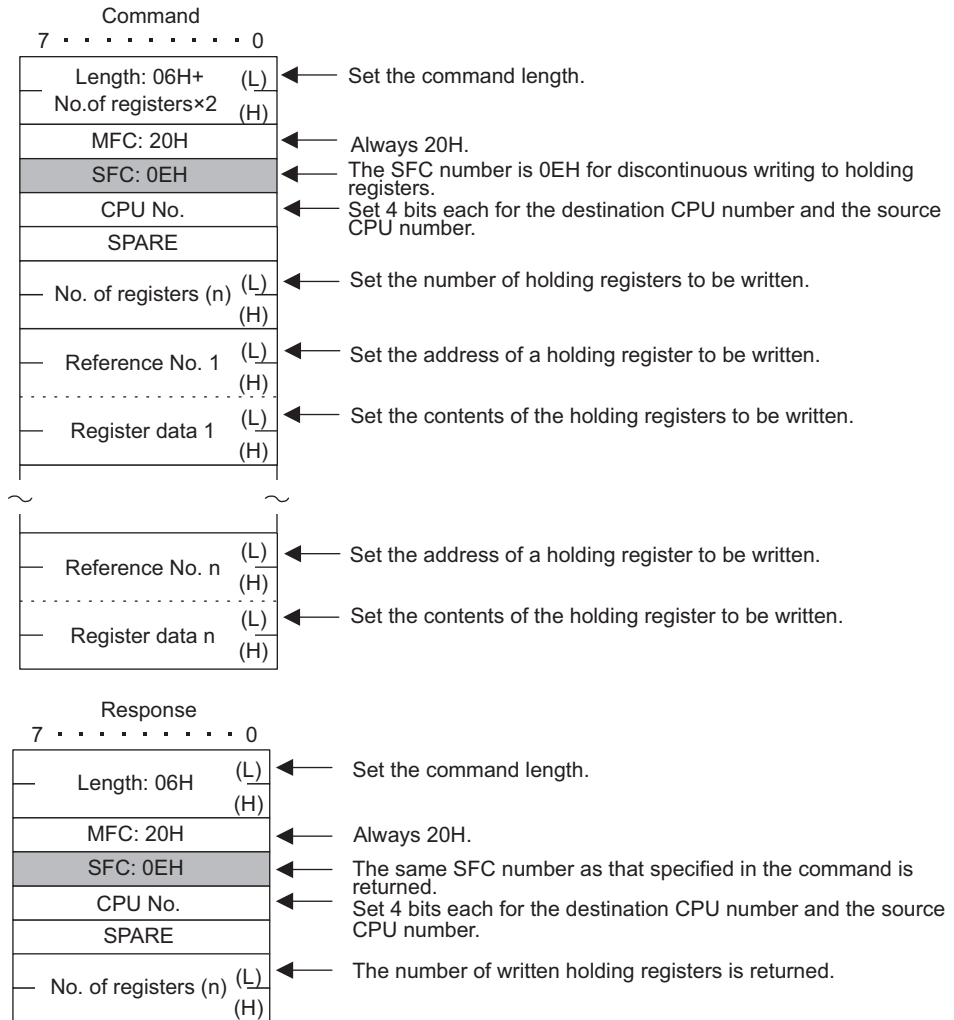 Command
7 · · · · · · · · · 0
Length: 06H+ (L)
No.of registers×2 (H)
Set the command length.
MFC: 20H
Always 20H.
SFC: 0EH
The SFC number is 0EH for discontinuous writing to holding
registers.
CPU No.
Set 4 bits each for the destination CPU number and the source
CPU number.
SPARE
No. of registers (n) (L)
(H)
Set the number of holding registers to be written.
Reference No. 1 (L)
(H)
Set the address of a holding register to be written.
Register data 1 (L)
(H)
Set the contents of the holding registers to be written.
Reference No. n (L)
(H)
Set the address of a holding register to be written.
Register data n (L)
(H)
Set the contents of the holding register to be written.
Response
7 · · · · · · · · · 0
Length: 06H (L)
(H)
Set the command length.
MFC: 20H
Always 20H.
SFC: 0EH
The same SFC number as that specified in the command is
returned.
CPU No.
Set 4 bits each for the destination CPU number and the source
CPU number.
SPARE
No. of registers (n) (L)
(H)
The number of written holding registers is returned.